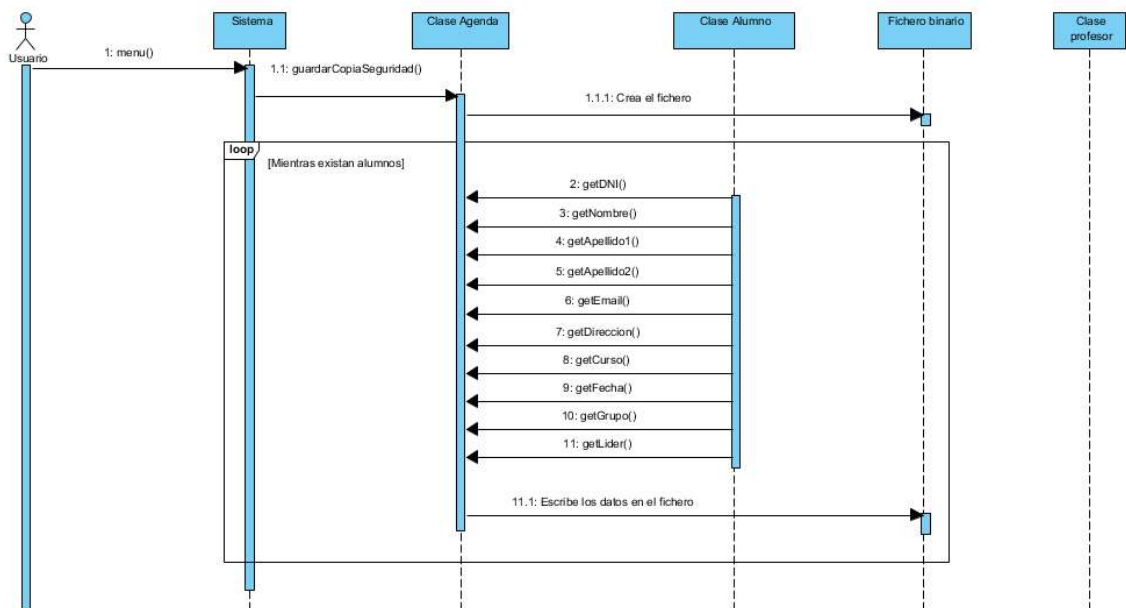 Usuario
Sistema
Clase Agenda
Clase Alumno
Fichero binario
Clase
profesor
1: menu()
1.1: guardarCopiaSeguridad()
1.1.1: Crea el fichero
loop
[Mientras existan alumnos]
2: getDNI()
3: getNombre()
4: getApellido1()
5: getApellido2()
6: getEmail()
7: getDireccion()
8: getCurso()
9: getFecha()
10: getGrupo()
11: getLider()
11.1: Escribe los datos en el fichero